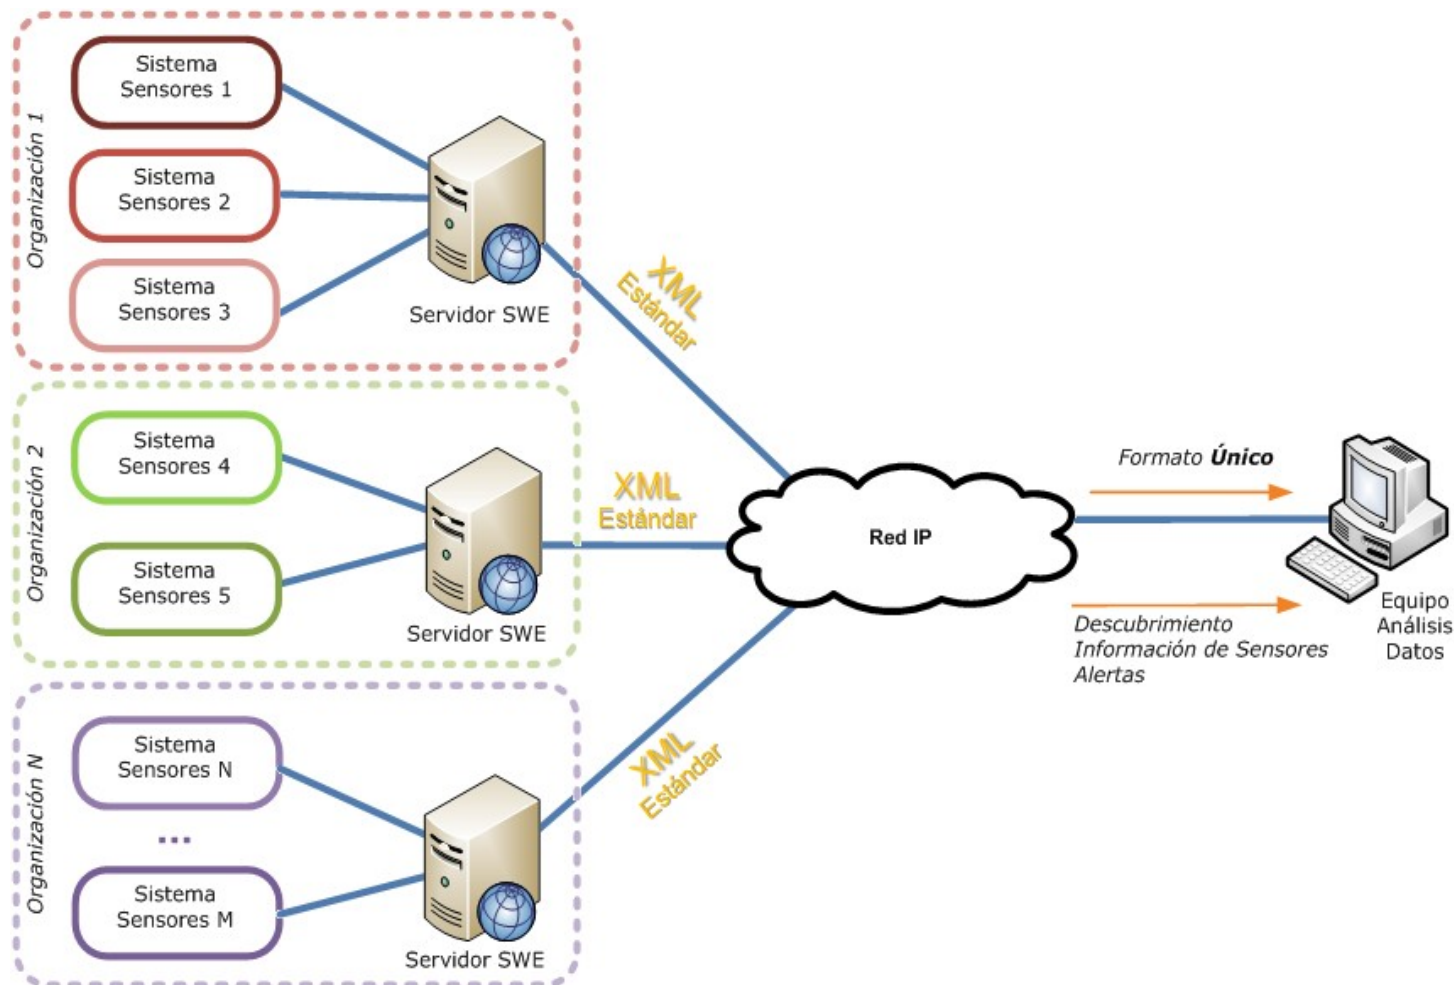 Organización 1
Sistema
Sensores 1
Sistema
Sensores 2
Sistema
Sensores 3
Servidor SWE
XML
Estándar
Organización 2
Sistema
Sensores 4
Sistema
Sensores 5
Servidor SWE
XML
Estándar
Organización N
Sistema
Sensores N
...
Sistema
Sensores M
Servidor SWE
XML
Estándar
Red IP
Formato Único
Descubrimiento
Información de Sensores
Alertas
Equipo
Análisis
Datos